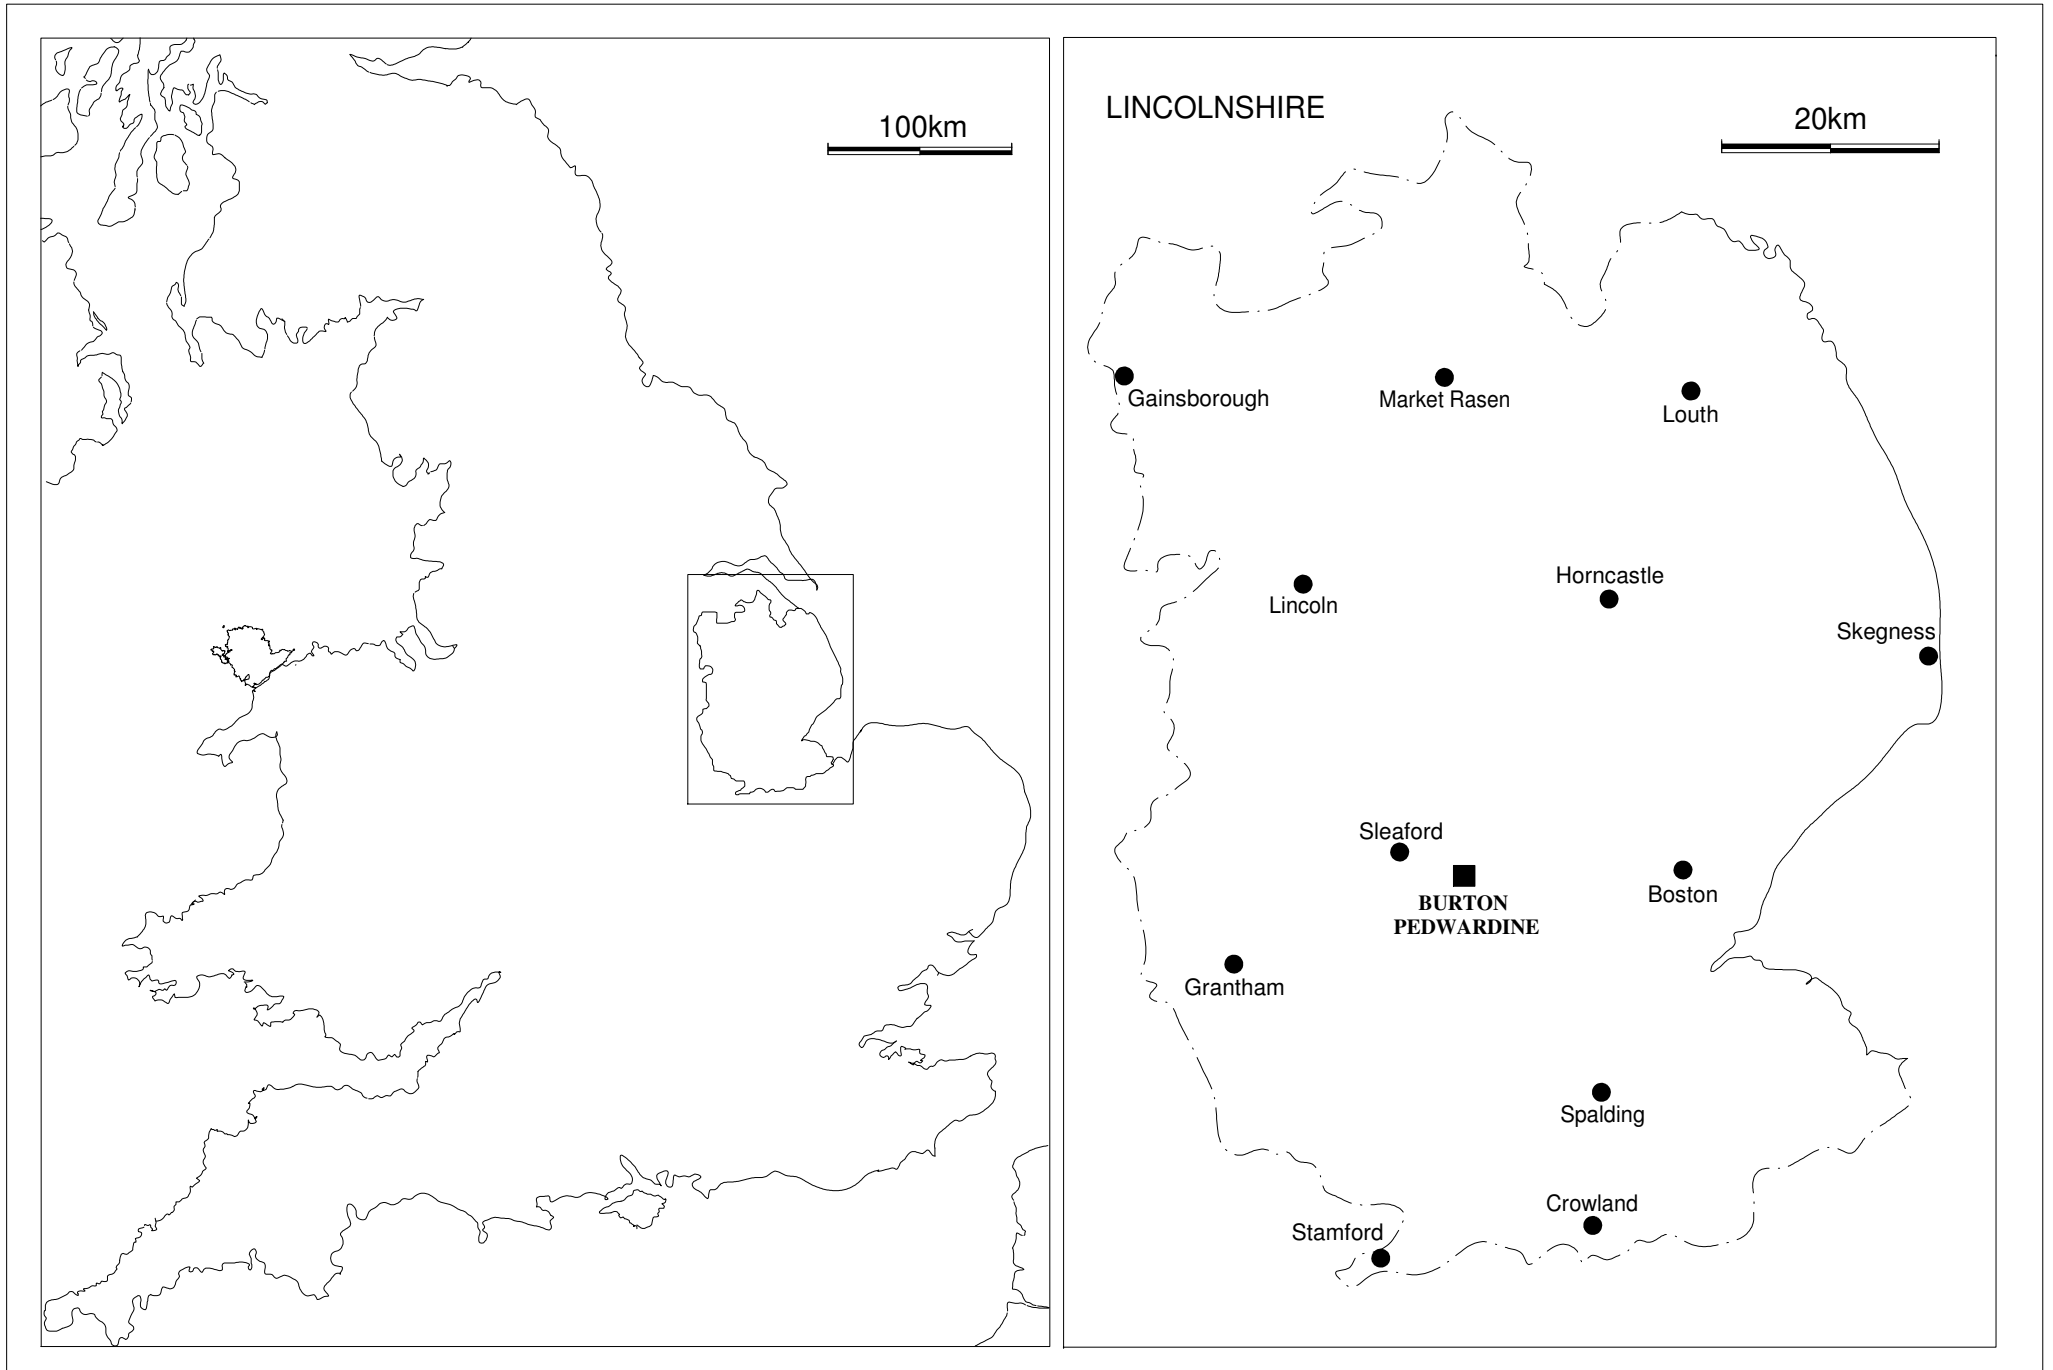 100km
LINCOLNSHIRE
20km
Gainsborough
Market Rasen
Louth
Horncastle
Lincoln
Skegness
Sleaford
BURTON
PEDWARDINE
Boston
Grantham
Spalding
Crowland
Stamford